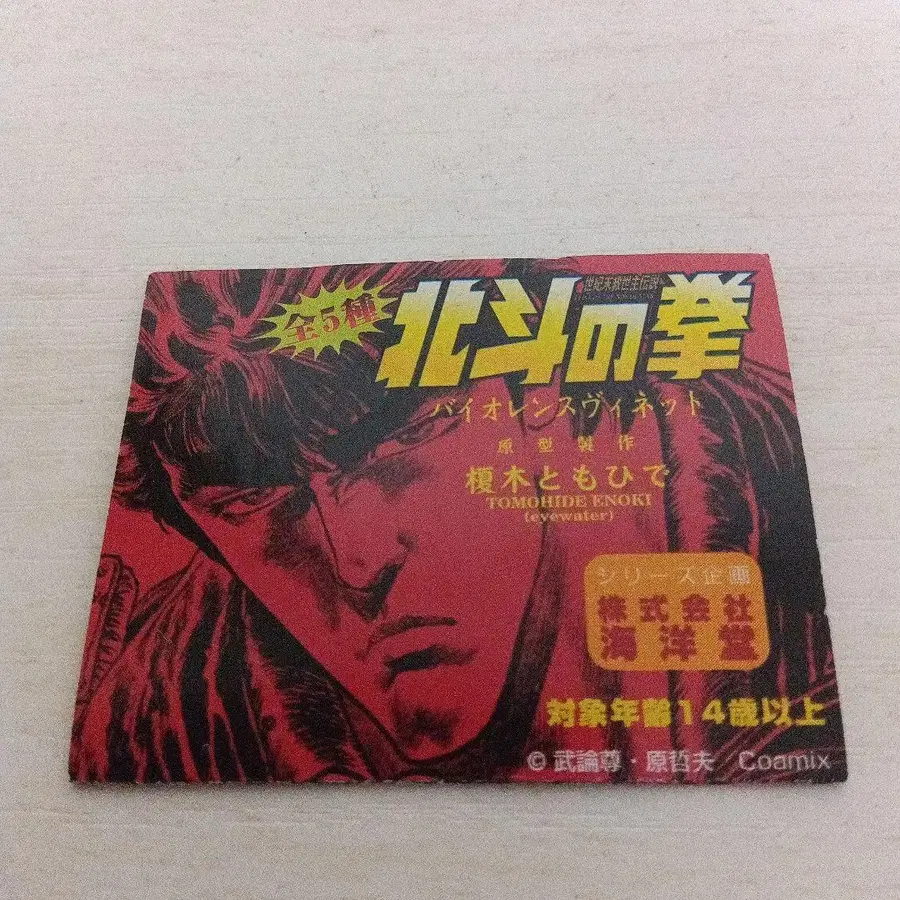 全5種
世紀末救世主伝説
北斗の拳
バイオレンスヴィネット
原型製作
榎木ともひで
TOMOHIDE ENOKI
(eyewater)
シリーズ企画
株式会社
海洋堂
対象年齢14歳以上
© 武論尊・原哲夫 Coamix